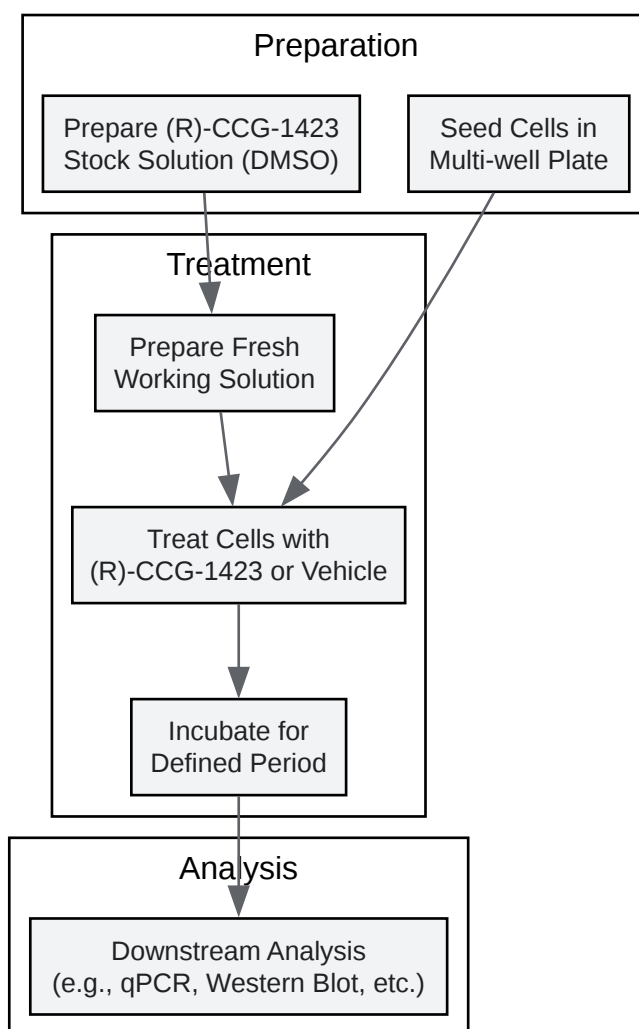 Preparation
Prepare (R)-CCG-1423
Stock Solution (DMSO)
Seed Cells in
Multi-well Plate
Treatment
Prepare Fresh
Working Solution
Treat Cells with
(R)-CCG-1423 or Vehicle
Incubate for
Defined Period
Analysis
Downstream Analysis
(e.g., qPCR, Western Blot, etc.)